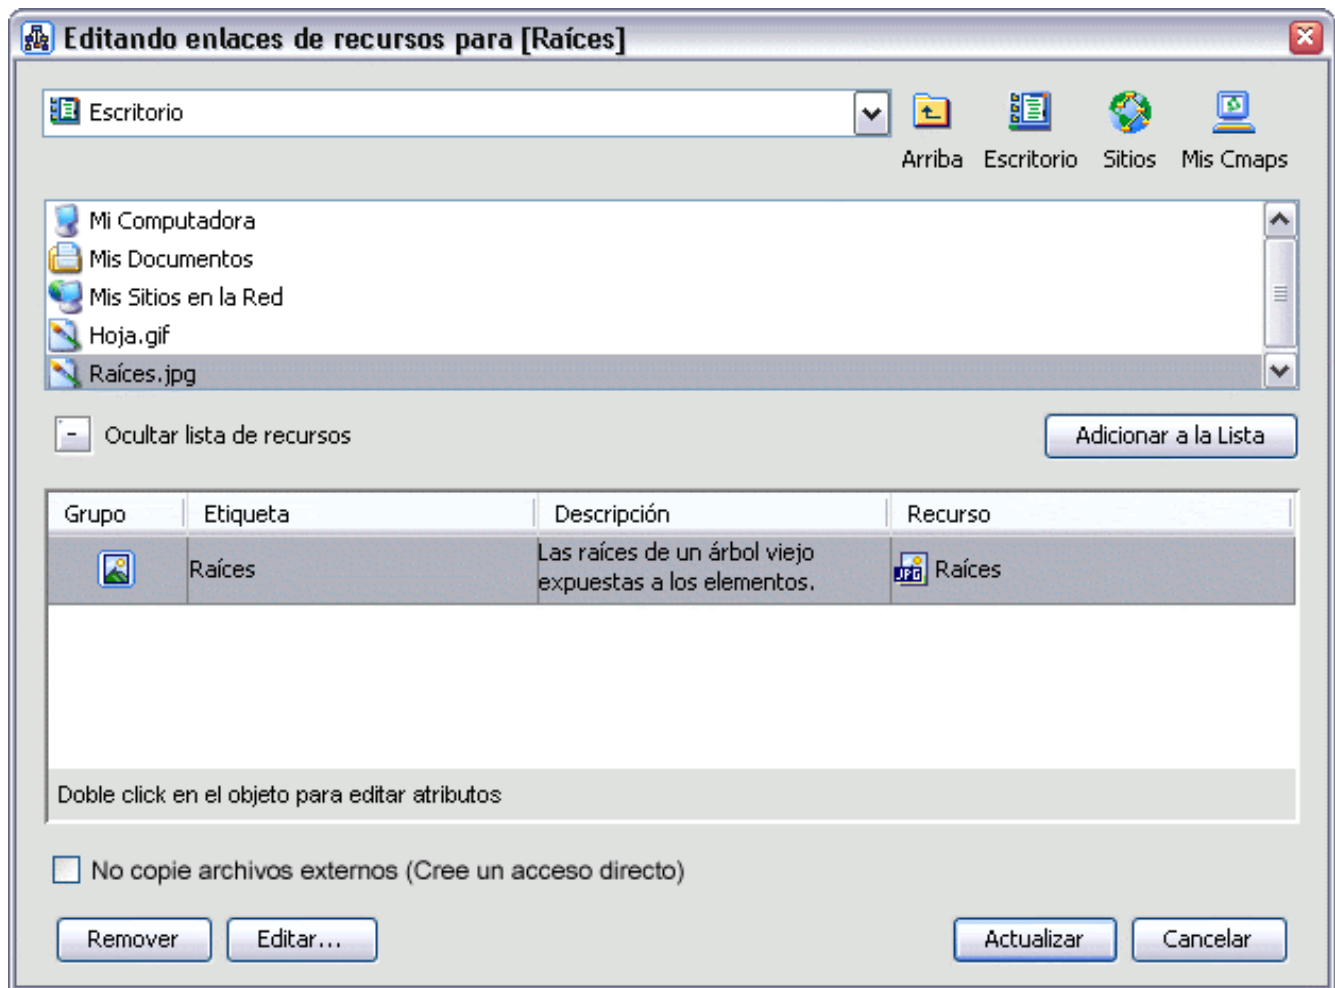 Editando enlaces de recursos para [Raíces]
Escritorio
Arriba Escritorio Sitios Mis Cmaps
Mi Computadora
Mis Documentos
Mis Sitios en la Red
Hoja.gif
Raíces.jpg
- Ocultar lista de recursos Adicionar a la Lista
Grupo Etiqueta Descripción Recurso
Raíces Las raíces de un árbol viejo JPG Raíces
expuestas a los elementos.
Doble click en el objeto para editar atributos
No copie archivos externos (Cree un acceso directo)
Remover Editar... Actualizar Cancelar